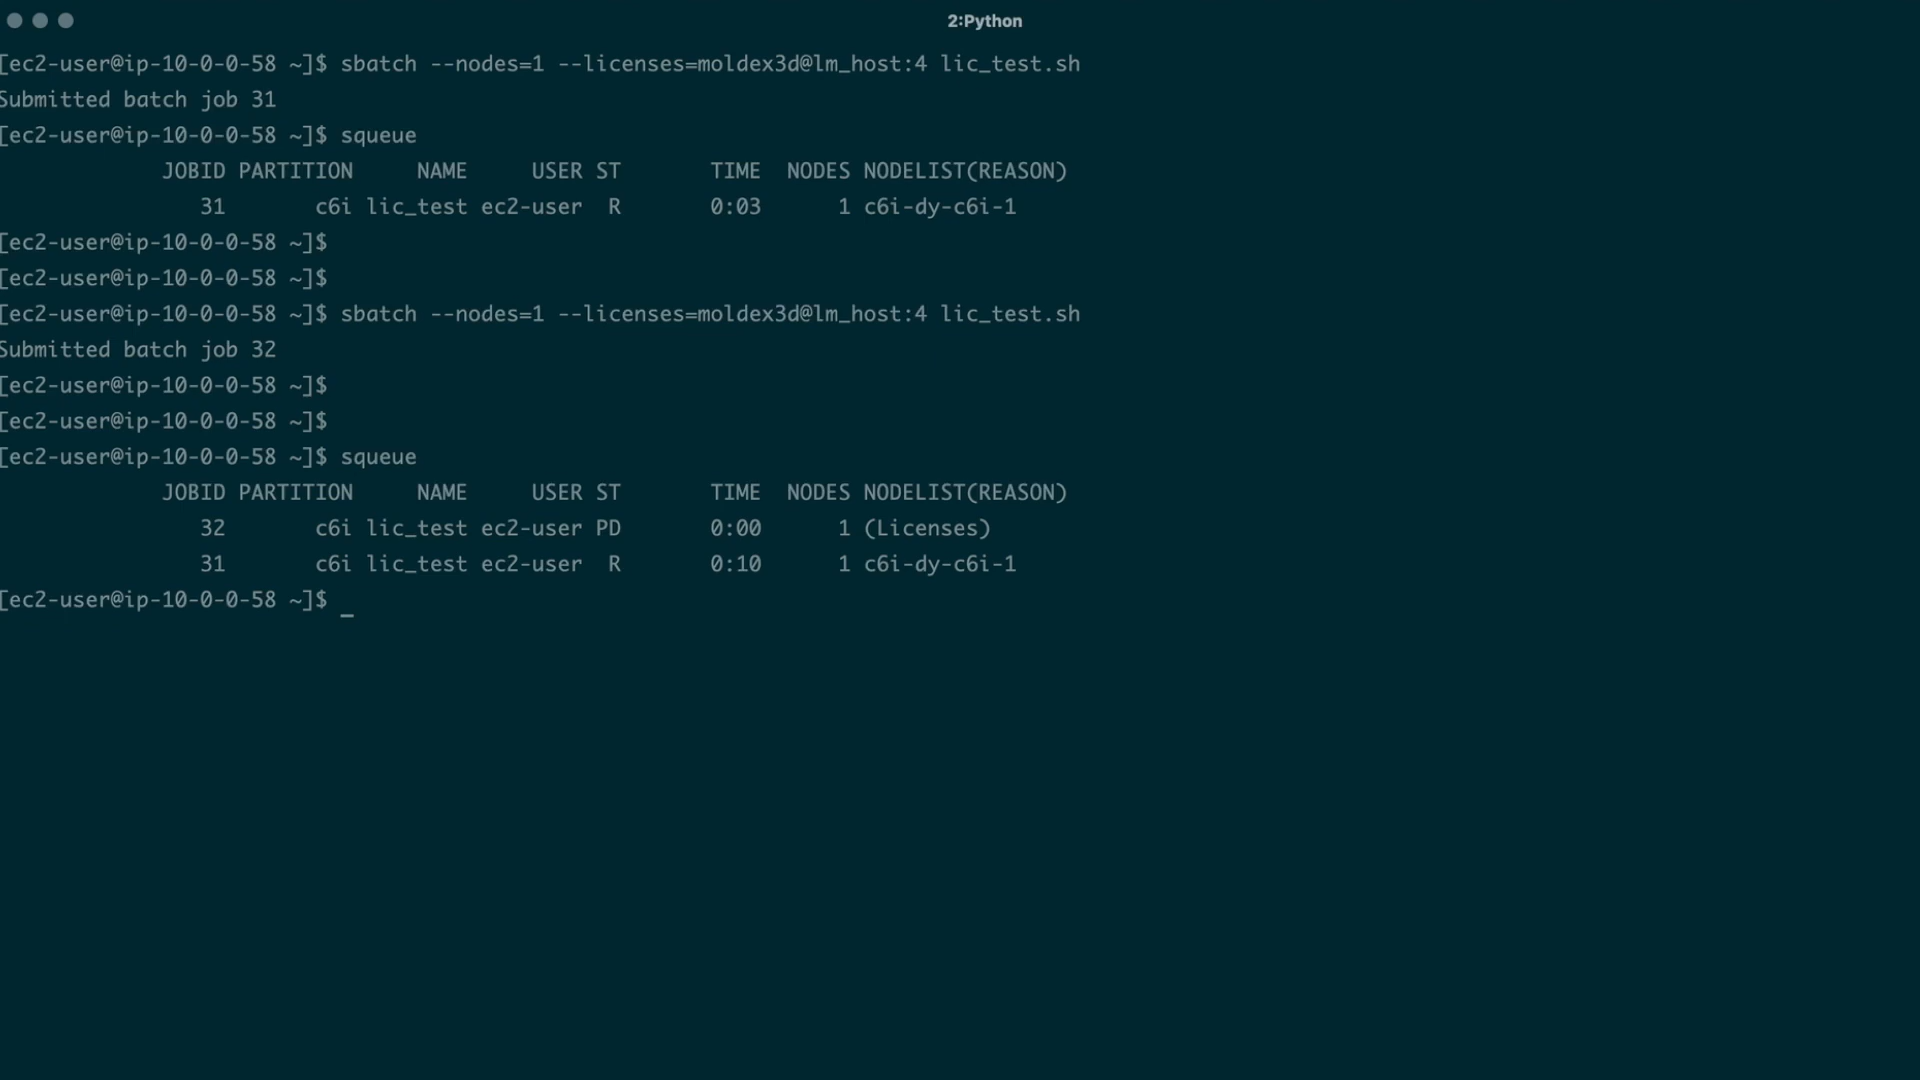 2:Python
[ec2-user@ip-10-0-0-58 ~]$ sbatch --nodes=1 --licenses=moldex3d@lm_host:4 lic_test.sh
Submitted batch job 31
[ec2-user@ip-10-0-0-58 ~]$ squeue
JOBID PARTITION NAME USER ST TIME NODES NODELIST(REASON)
31 c6i lic_test ec2-user R 0:03 1 c6i-dy-c6i-1
[ec2-user@ip-10-0-0-58 ~]$
[ec2-user@ip-10-0-0-58 ~]$
[ec2-user@ip-10-0-0-58 ~]$ sbatch --nodes=1 --licenses=moldex3d@lm_host:4 lic_test.sh
Submitted batch job 32
[ec2-user@ip-10-0-0-58 ~]$
[ec2-user@ip-10-0-0-58 ~]$
[ec2-user@ip-10-0-0-58 ~]$ squeue
JOBID PARTITION NAME USER ST TIME NODES NODELIST(REASON)
32 c6i lic_test ec2-user PD 0:00 1 (Licenses)
31 c6i lic_test ec2-user R 0:10 1 c6i-dy-c6i-1
[ec2-user@ip-10-0-0-58 ~]$ _